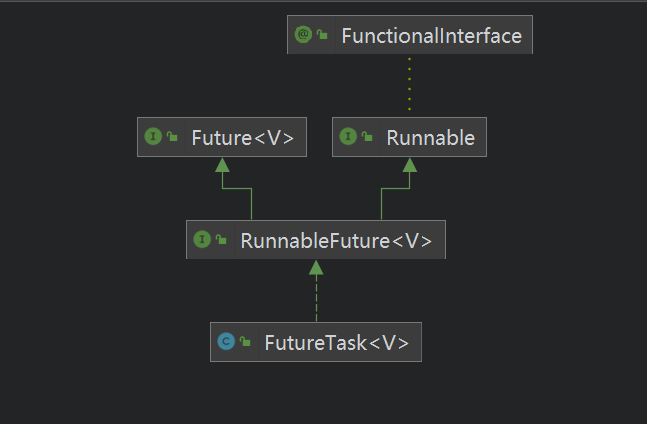 @ FunctionalInterface
I Future<V>
I Runnable
I RunnableFuture<V>
C FutureTask<V>